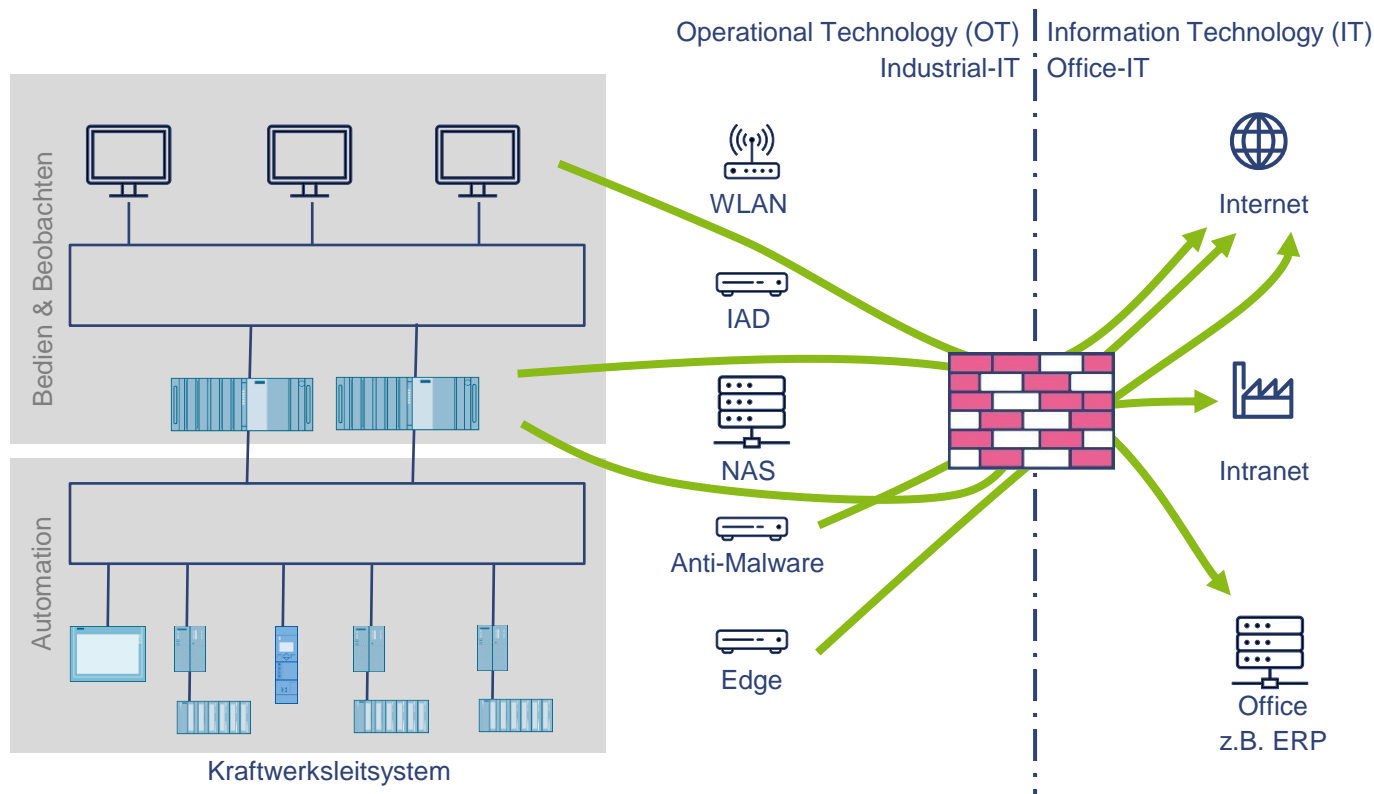 Operational Technology (OT)
Industrial-IT
Information Technology (IT)
Office-IT
Bedien & Beobachten
Automation
Kraftwerksleitsystem
WLAN
IAD
NAS
Anti-Malware
Edge
Internet
Intranet
Office
z.B. ERP